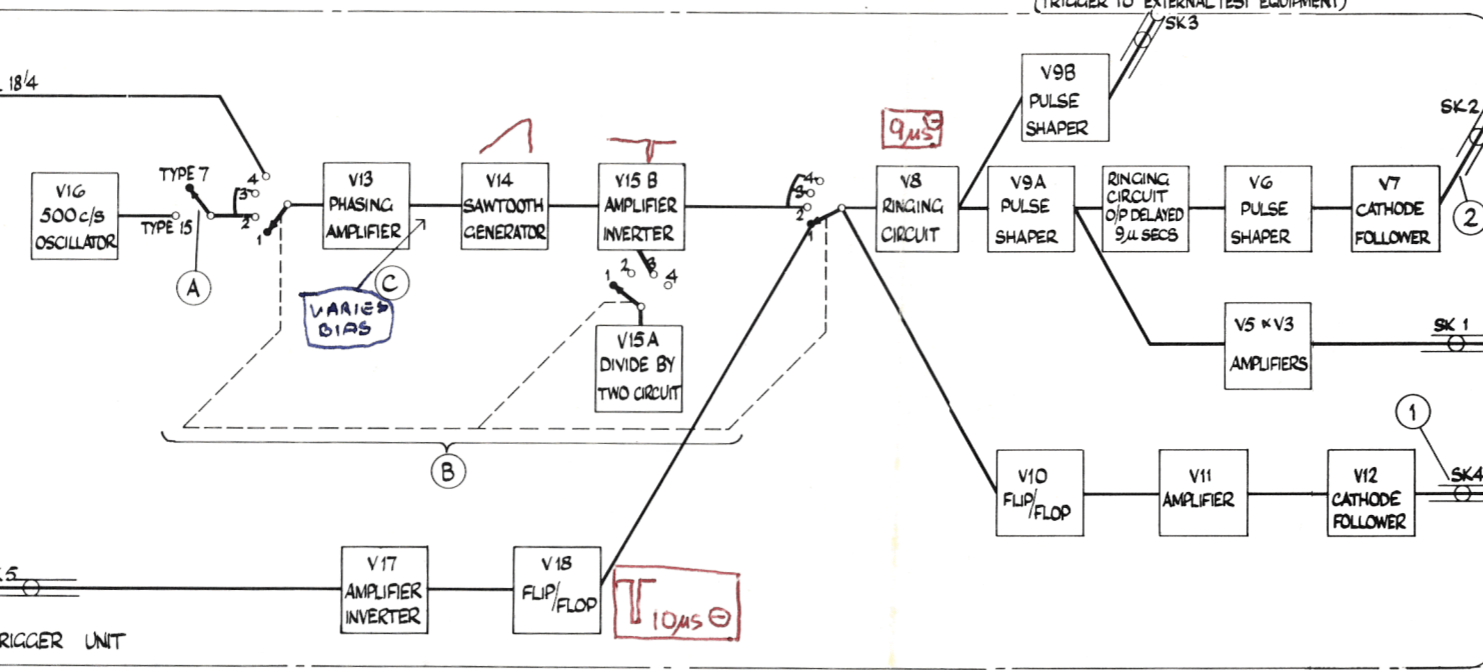 (TRIGGER TO EXTERNAL TEST EQUIPMENT)
SK3
18/4
V9B
PULSE
SHAPER
SK2
9µs⊖
TYPE 7
TYPE 15
V16
500 c/s
OSCILLATOR
4
3
2
1
V13
PHASING
AMPLIFIER
V14
SAWTOOTH
GENERATOR
V15 B
AMPLIFIER
INVERTER
4
3
2
1
V8
RINGING
CIRCUIT
V9A
PULSE
SHAPER
RINGING
CIRCUIT
O/P DELAYED
9µ SECS
V6
PULSE
SHAPER
V7
CATHODE
FOLLOWER
2
A
C
VARIES
BIAS
1
2
3
4
V15A
DIVIDE BY
TWO CIRCUIT
V5 & V3
AMPLIFIERS
SK 1
B
1
V10
FLIP/FLOP
V11
AMPLIFIER
V12
CATHODE
FOLLOWER
SK4
5
V17
AMPLIFIER
INVERTER
V18
FLIP/FLOP
10µs⊖
RIGGER UNIT